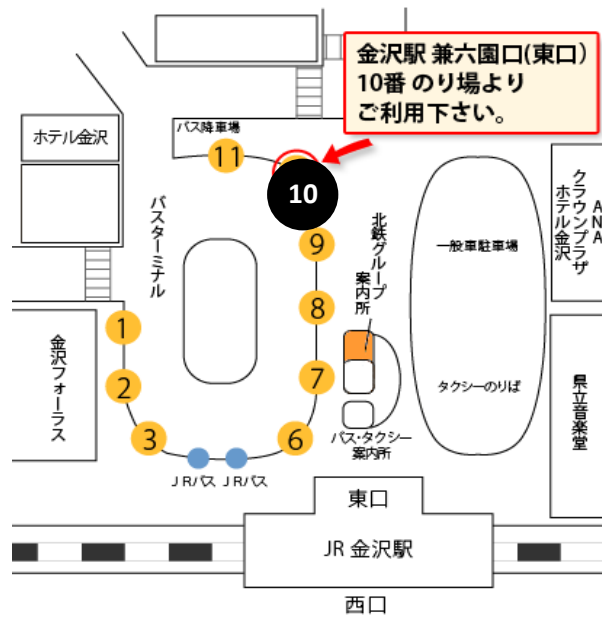 金沢駅 兼六園口(東口)
10番 のり場より
ご利用下さい。
バス降車場
ホテル金沢
11
10
バスターミナル
9
8
7
6
1
2
3
JRバス
JRバス
金沢フォーラス
北鉄グループ
案内所
バス・タクシー
案内所
一般車駐車場
タクシーのりば
ANA
クラウンプラザ
ホテル金沢
県立音楽堂
東口
JR 金沢駅
西口